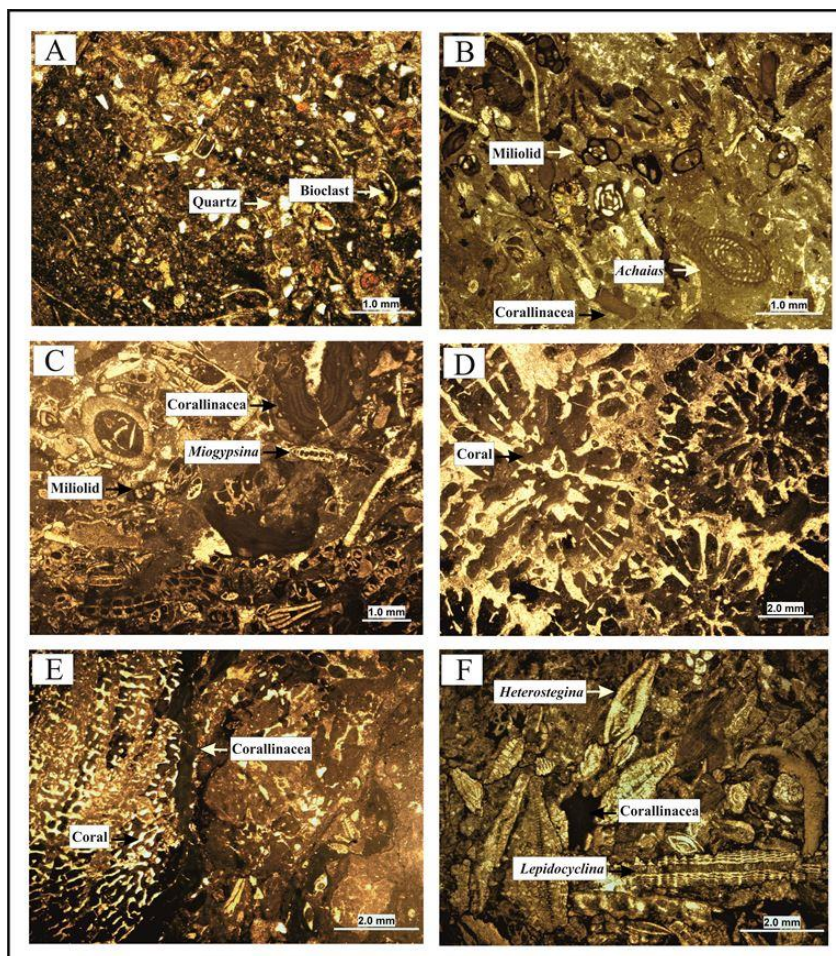 A
Bioclast
Quartz
1.0 mm
B
Miliolid
Achaias
Corallinacea
1.0 mm
C
Corallinacea
Miogypsina
Miliolid
1.0 mm
D
Coral
2.0 mm
E
Corallinacea
Coral
2.0 mm
F
Heterostegina
Corallinacea
Lepidocyclina
2.0 mm